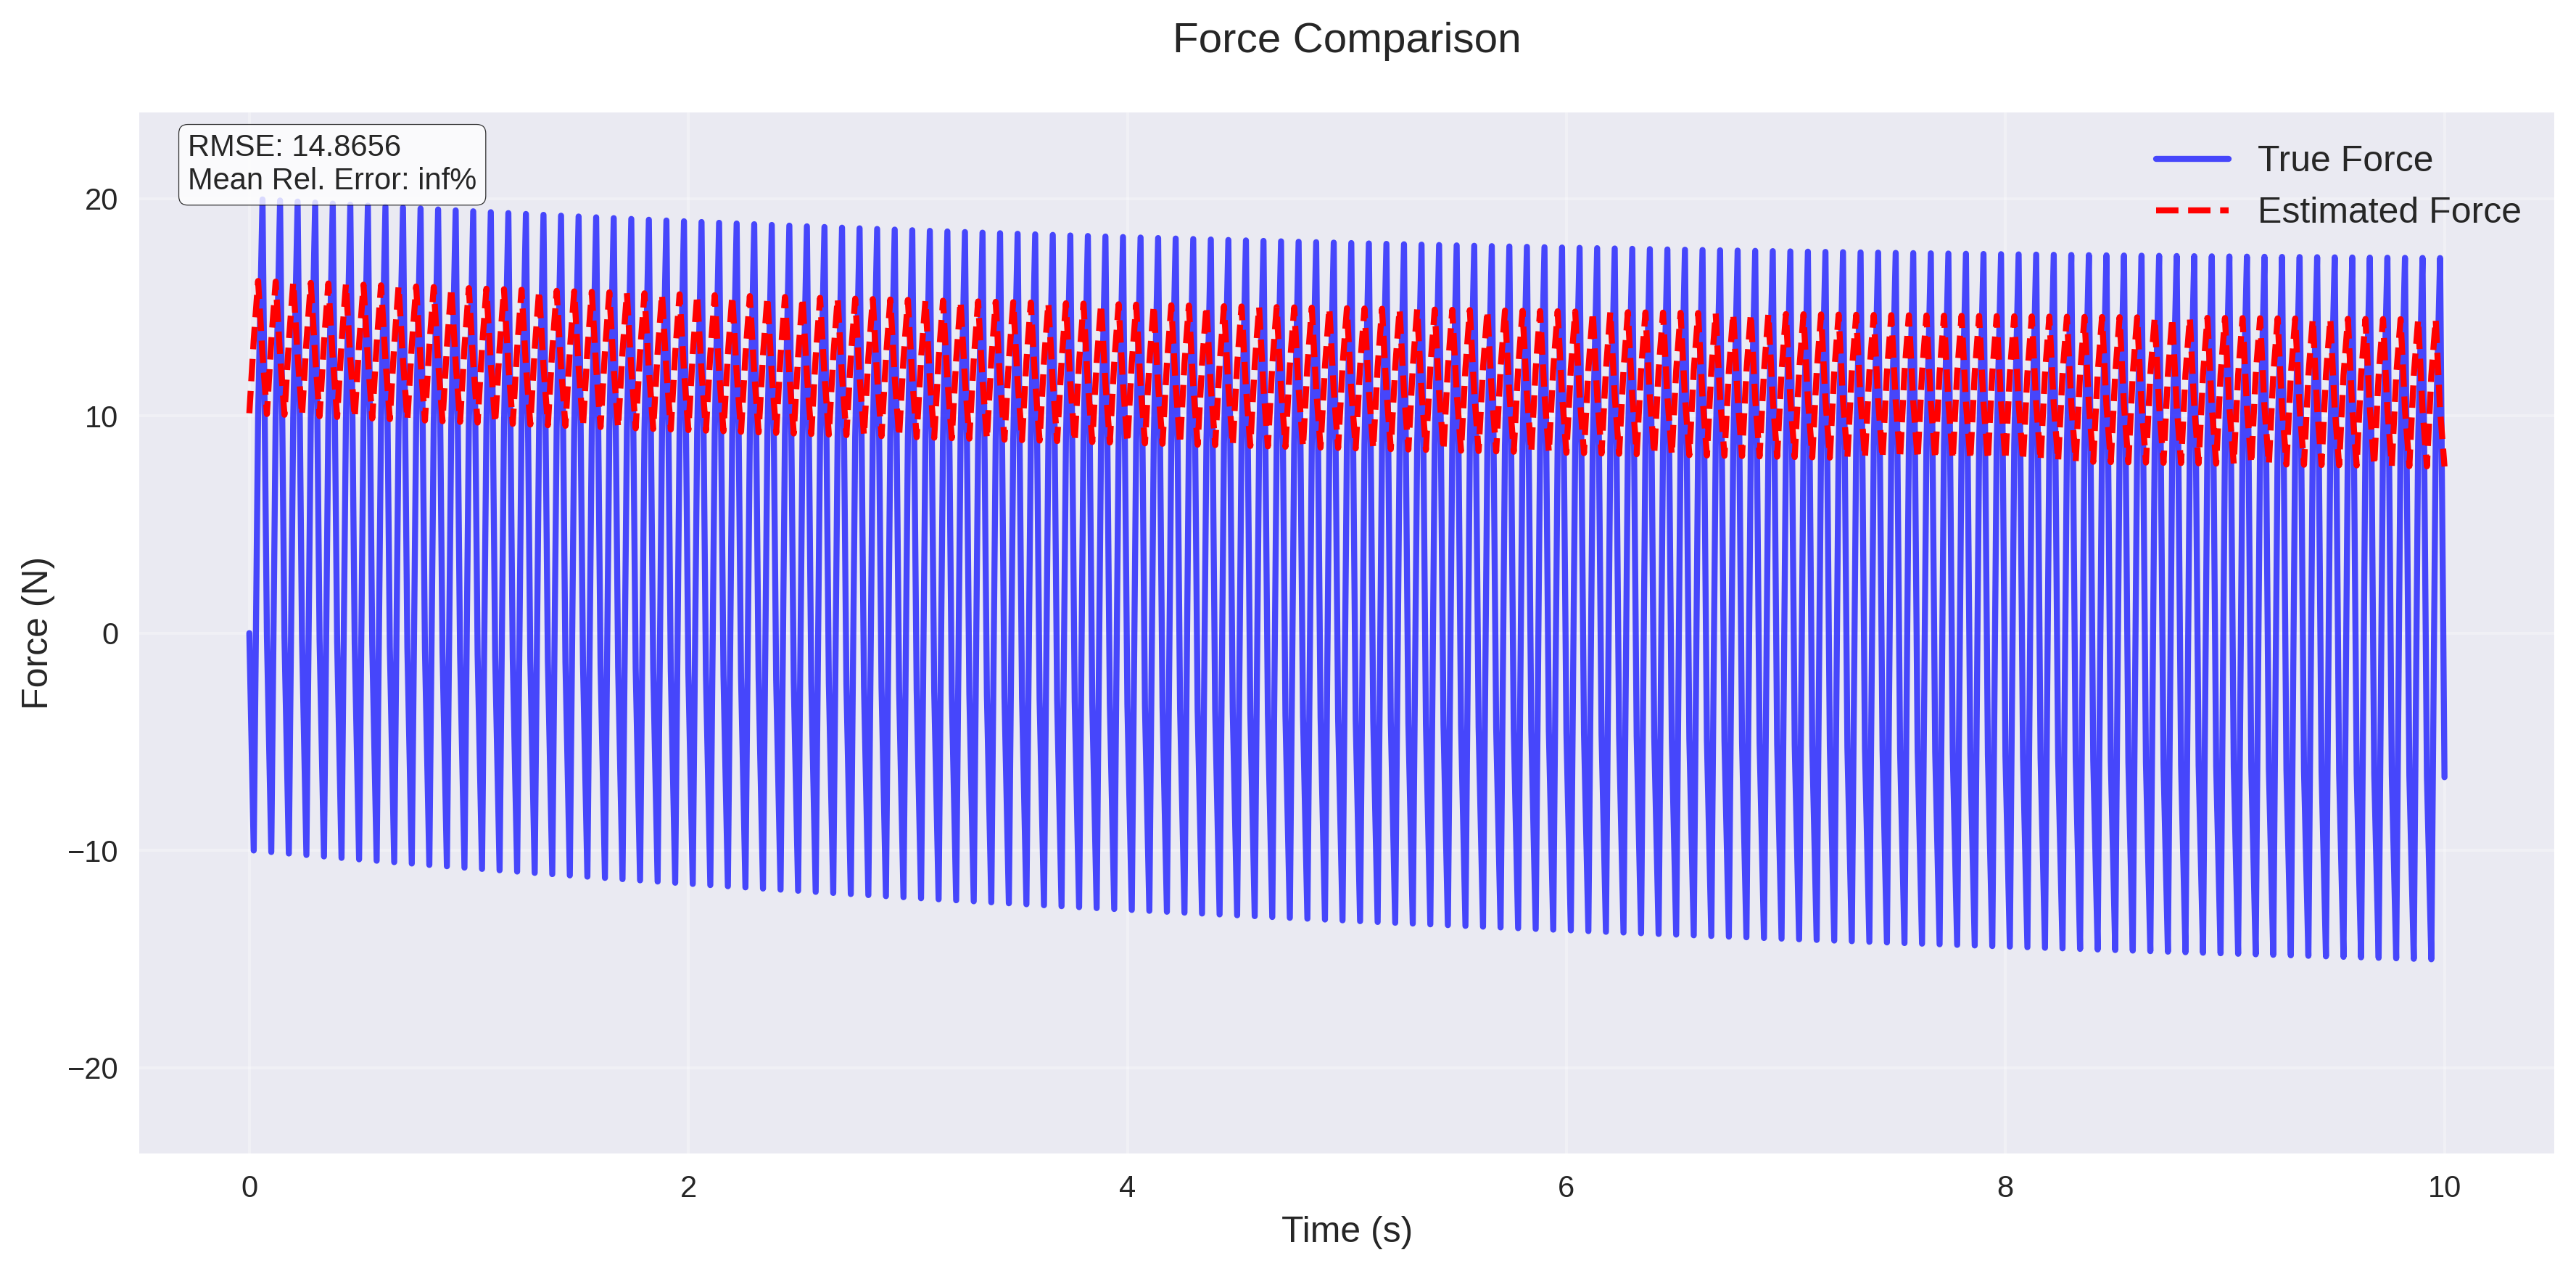 Force Comparison
RMSE: 14.8656
Mean Rel. Error: inf%
True Force
Estimated Force
20
10
0
−10
−20
Force (N)
0 2 4 6 8 10
Time (s)